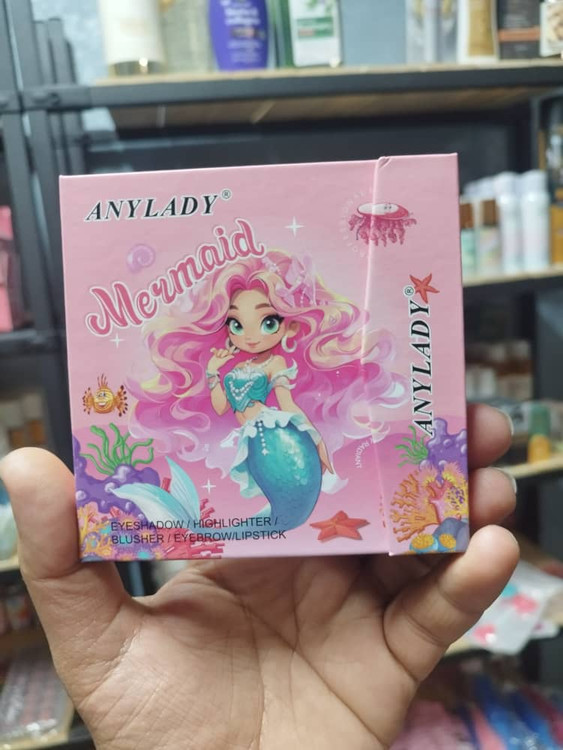 ANYLADY®
Mermaid
ANYLADY®
EYESHADOW / HIGHLIGHTER /
BLUSHER / EYEBROW/LIPSTICK